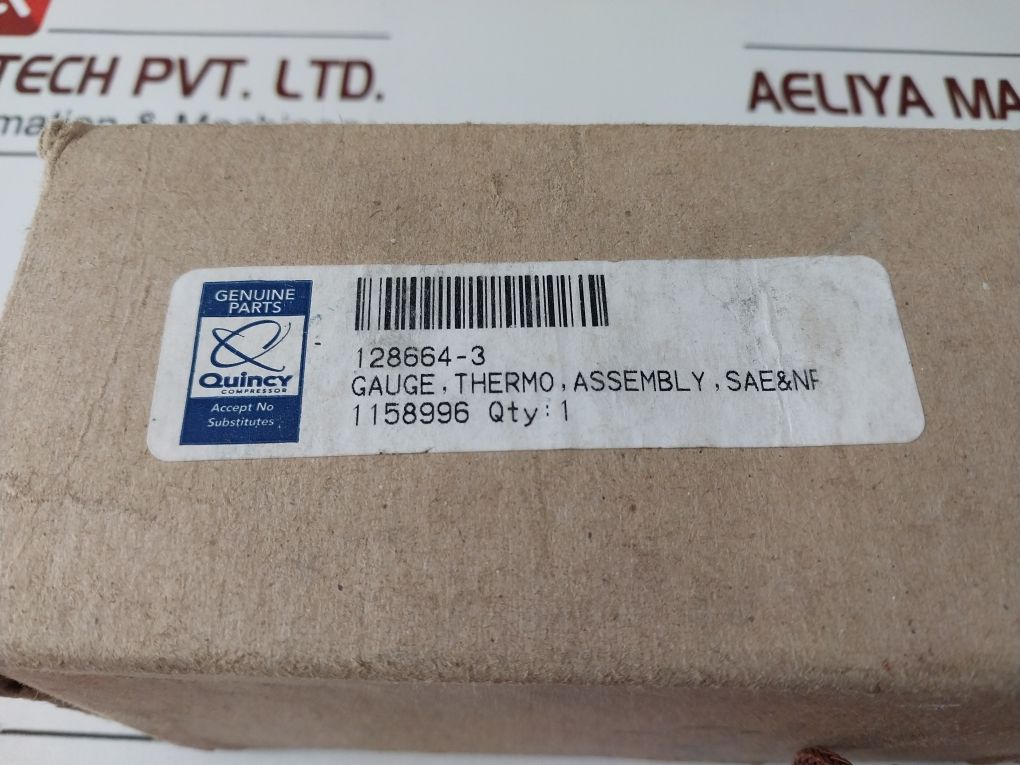 TECH PVT. LTD.
AELIYA MA
GENUINE
PARTS
Quincy
COMPRESSOR
Accept No
Substitutes
128664-3
GAUGE,THERMO,ASSEMBLY,SAE&NP
1158996 Qty:1